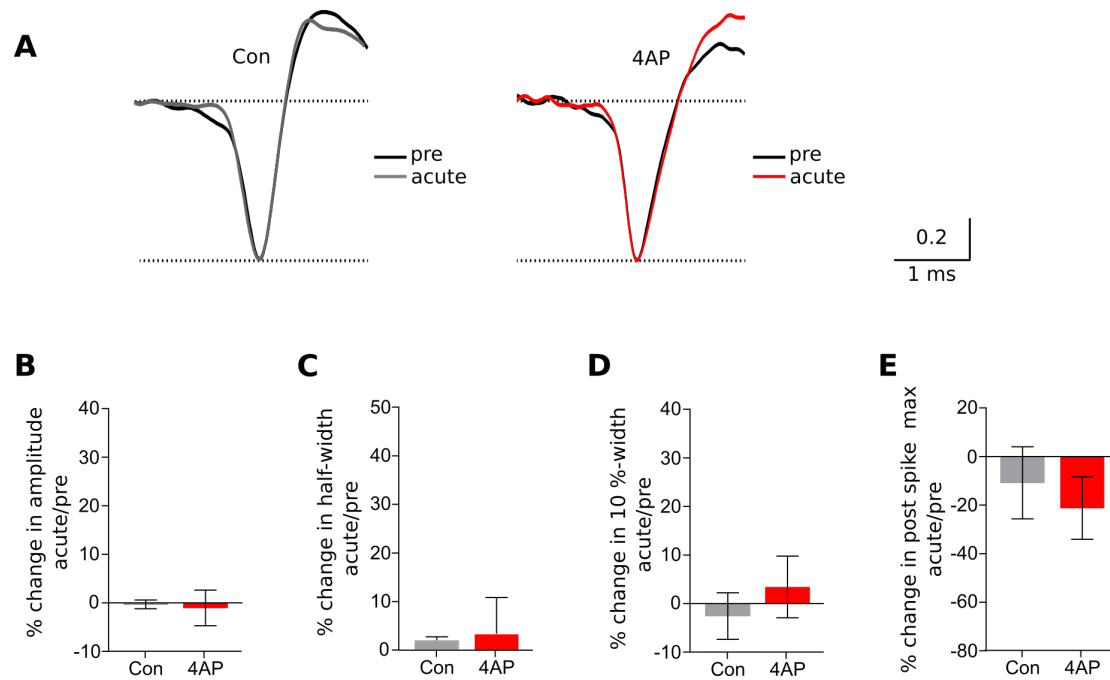 A
Con
4AP
pre
acute
pre
acute
0.2
1 ms
B
% change in amplitude
acute/pre
40
30
20
10
0
-10
Con 4AP
C
% change in half-width
acute/pre
50
40
30
20
10
0
Con 4AP
D
% change in 10 %-width
acute/pre
40
30
20
10
0
-10
Con 4AP
E
% change in post spike max
acute/pre
20
0
-20
-40
-60
-80
Con 4AP